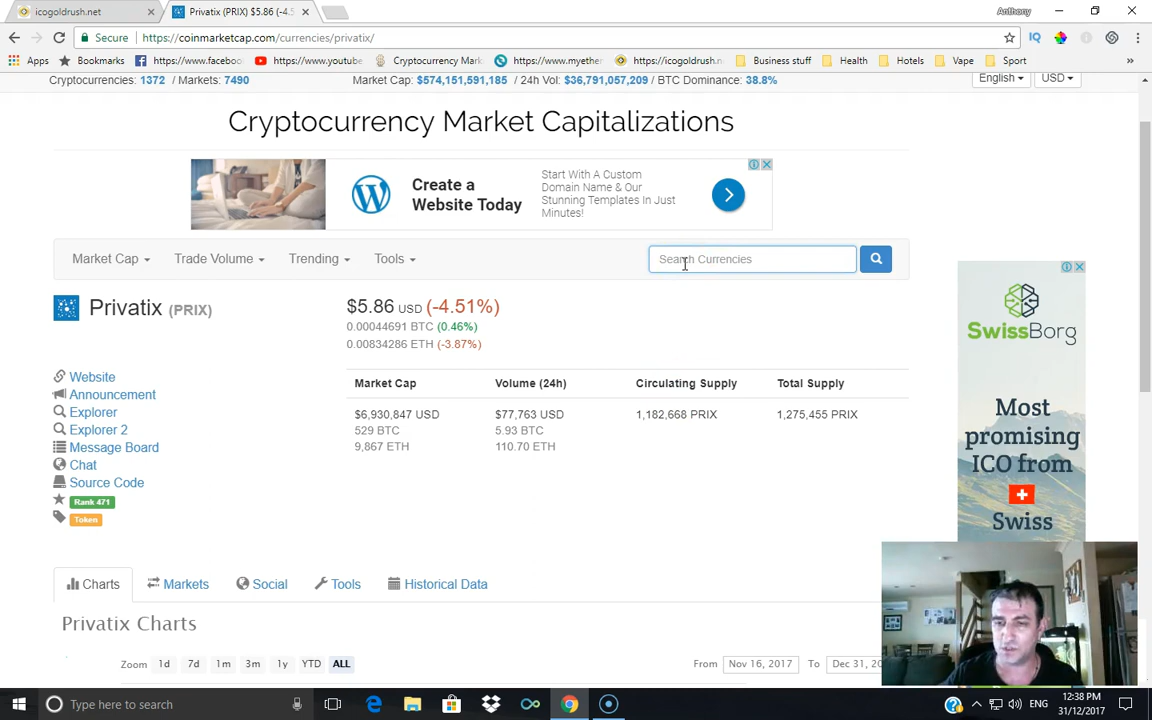 icogoldrush.net
Privatix (PRIX) $5.86 (-4.5
Anthony
Secure
https://coinmarketcap.com/currencies/privatix/
Apps
Bookmarks
https://www.faceboo
https://www.youtube
Cryptocurrency Mark
https://www.myether
https://icogoldrush.n
Business stuff
Health
Hotels
Vape
Sport
Cryptocurrencies: 1372 / Markets: 7490
Market Cap: $574,151,591,185 / 24h Vol: $36,791,057,209 / BTC Dominance: 38.8%
English
USD
Cryptocurrency Market Capitalizations
Create a
Website Today
Start With A Custom
Domain Name & Our
Stunning Templates In Just
Minutes!
Market Cap
Trade Volume
Trending
Tools
Search Currencies
Privatix (PRIX)
$5.86 USD (-4.51%)
0.00044691 BTC (0.46%)
0.00834286 ETH (-3.87%)
Website
Announcement
Explorer
Explorer 2
Message Board
Chat
Source Code
Rank 471
Token
Market Cap
Volume (24h)
Circulating Supply
Total Supply
$6,930,847 USD
$77,763 USD
1,182,668 PRIX
1,275,455 PRIX
529 BTC
5.93 BTC
9,867 ETH
110.70 ETH
SwissBorg
Most
promising
ICO from
Swiss
Charts
Markets
Social
Tools
Historical Data
Privatix Charts
Zoom
1d
7d
1m
3m
1y
YTD
ALL
From
Nov 16, 2017
To
Dec 31, 20
Type here to search
ENG
12:38 PM
31/12/2017